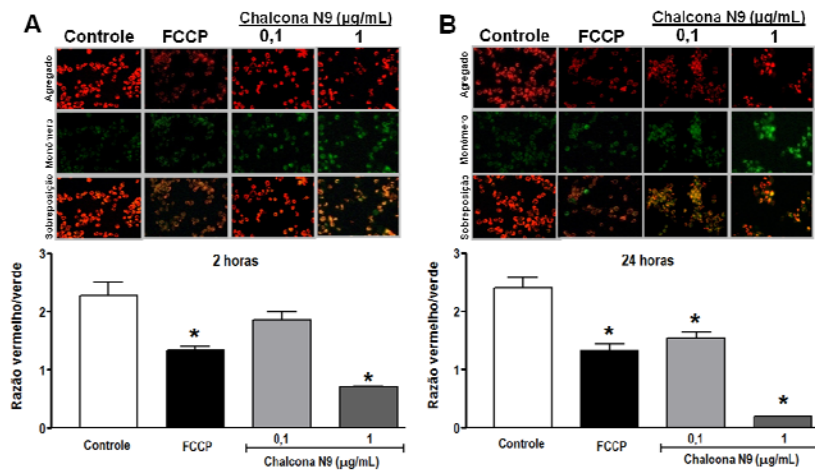 A
Chalcona N9 (µg/mL)
Controle FCCP 0,1 1
Agregado
Monômero
Sobreposição
2 horas
Razão vermelho/verde
3
2
1
0
*
*
Controle FCCP 0,1 1
Chalcona N9 (µg/mL)
B
Chalcona N9 (µg/mL)
Controle FCCP 0,1 1
Agregado
Monômero
Sobreposição
24 horas
Razão vermelho/verde
3
2
1
0
*
*
*
Controle FCCP 0,1 1
Chalcona N9 (µg/mL)